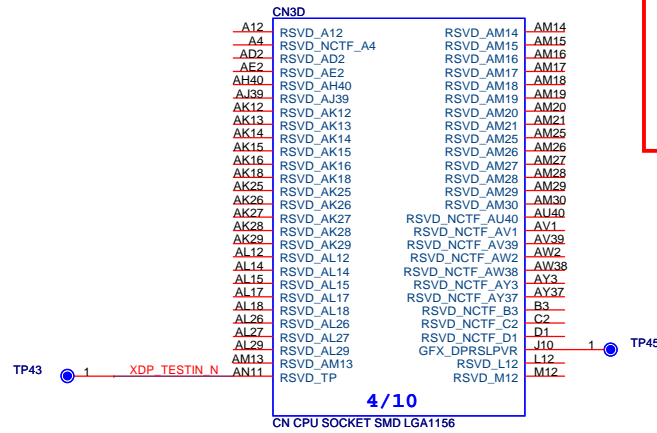 CN3D
A12 RSVD_A12 RSVD_AM14 AM14
A4 RSVD_NCTF_A4 RSVD_AM15 AM15
AD2 RSVD_AD2 RSVD_AM16 AM16
AE2 RSVD_AE2 RSVD_AM17 AM17
AH40 RSVD_AH40 RSVD_AM18 AM18
AJ39 RSVD_AJ39 RSVD_AM19 AM19
AK12 RSVD_AK12 RSVD_AM20 AM20
AK13 RSVD_AK13 RSVD_AM21 AM21
AK14 RSVD_AK14 RSVD_AM25 AM25
AK15 RSVD_AK15 RSVD_AM26 AM26
AK16 RSVD_AK16 RSVD_AM27 AM27
AK18 RSVD_AK18 RSVD_AM28 AM28
AK25 RSVD_AK25 RSVD_AM29 AM29
AK26 RSVD_AK26 RSVD_AM30 AM30
AK27 RSVD_AK27 RSVD_NCTF_AU40 AU40
AK28 RSVD_AK28 RSVD_NCTF_AV1 AV1
AK29 RSVD_AK29 RSVD_NCTF_AV39 AV39
AL12 RSVD_AL12 RSVD_NCTF_AW2 AW2
AL14 RSVD_AL14 RSVD_NCTF_AW38 AW38
AL15 RSVD_AL15 RSVD_NCTF_AY3 AY3
AL17 RSVD_AL17 RSVD_NCTF_AY37 AY37
AL18 RSVD_AL18 RSVD_NCTF_B3 B3
AL26 RSVD_AL26 RSVD_NCTF_C2 C2
AL27 RSVD_AL27 RSVD_NCTF_D1 D1
AL29 RSVD_AL29 GFX_DPRSLPVR J10 1 TP45
AM13 RSVD_AM13 RSVD_L12 L12
TP43 1 XDP_TESTIN_N AN11 RSVD_TP RSVD_M12 M12
4/10
CN CPU SOCKET SMD LGA1156